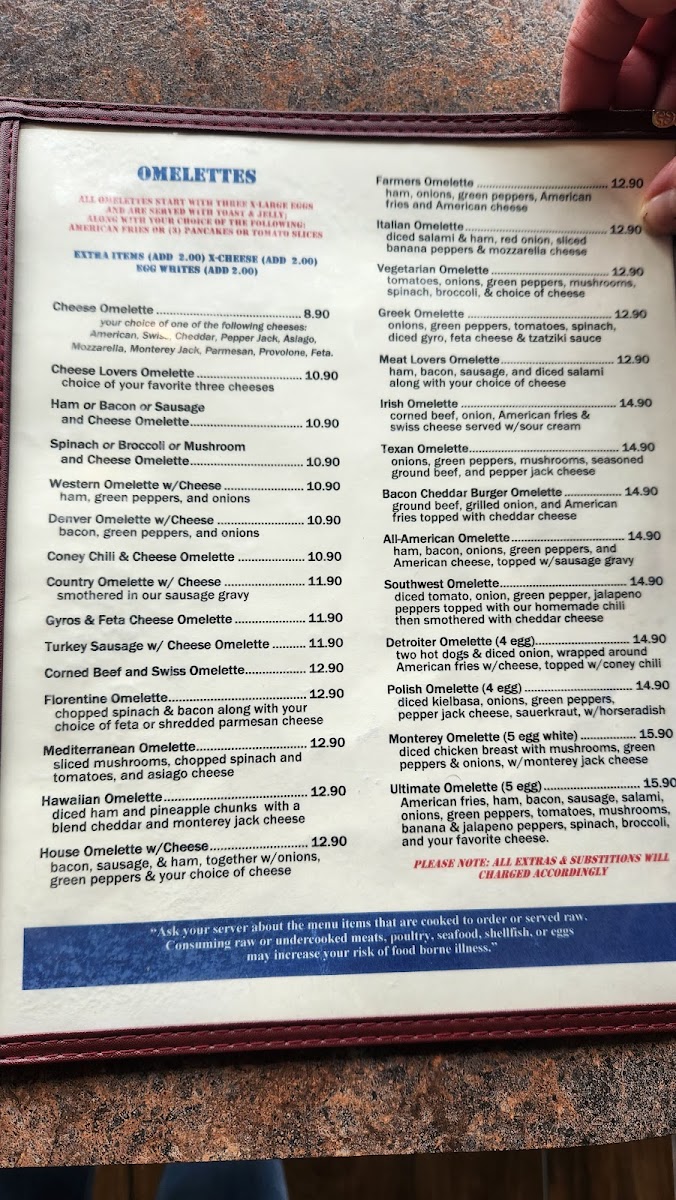 OMELETTES
ALL OMELETTES START WITH THREE X-LARGE EGGS
AND ARE SERVED WITH TOAST & JELLY;
ALONG WITH YOUR CHOICE OF THE FOLLOWING:
AMERICAN FRIES OR (3) PANCAKES OR TOMATO SLICES
EXTRA ITEMS (ADD 2.00) X-CHEESE (ADD 2.00)
EGG WHITES (ADD 2.00)
Cheese Omelette ........ 8.90
your choice of one of the following cheeses:
American, Swiss, Cheddar, Pepper Jack, Asiago,
Mozzarella, Monterey Jack, Parmesan, Provolone, Feta.
Cheese Lovers Omelette ........ 10.90
choice of your favorite three cheeses
Ham or Bacon or Sausage
and Cheese Omelette........ 10.90
Spinach or Broccoli or Mushroom
and Cheese Omelette........ 10.90
Western Omelette w/Cheese ........ 10.90
ham, green peppers, and onions
Denver Omelette w/Cheese ........ 10.90
bacon, green peppers, and onions
Coney Chili & Cheese Omelette ........ 10.90
Country Omelette w/ Cheese ........ 11.90
smothered in our sausage gravy
Gyros & Feta Cheese Omelette ........ 11.90
Turkey Sausage w/ Cheese Omelette ........ 11.90
Corned Beef and Swiss Omelette........ 12.90
Florentine Omelette........ 12.90
chopped spinach & bacon along with your
choice of feta or shredded parmesan cheese
Mediterranean Omelette........ 12.90
sliced mushrooms, chopped spinach and
tomatoes, and asiago cheese
Hawaiian Omelette........ 12.90
diced ham and pineapple chunks with a
blend cheddar and monterey jack cheese
House Omelette w/Cheese........ 12.90
bacon, sausage, & ham, together w/onions,
green peppers & your choice of cheese
Farmers Omelette ........ 12.90
ham, onions, green peppers, American
fries and American cheese
Italian Omelette........ 12.90
diced salami & ham, red onion, sliced
banana peppers & mozzarella cheese
Vegetarian Omelette ........ 12.90
tomatoes, onions, green peppers, mushrooms,
spinach, broccoli, & choice of cheese
Greek Omelette ........ 12.90
onions, green peppers, tomatoes, spinach,
diced gyro, feta cheese & tzatziki sauce
Meat Lovers Omelette........ 12.90
ham, bacon, sausage, and diced salami
along with your choice of cheese
Irish Omelette ........ 14.90
corned beef, onion, American fries &
swiss cheese served w/sour cream
Texan Omelette........ 14.90
onions, green peppers, mushrooms, seasoned
ground beef, and pepper jack cheese
Bacon Cheddar Burger Omelette ........ 14.90
ground beef, grilled onion, and American
fries topped with cheddar cheese
All-American Omelette........ 14.90
ham, bacon, onions, green peppers, and
American cheese, topped w/sausage gravy
Southwest Omelette........ 14.90
diced tomato, onion, green pepper, jalapeno
peppers topped with our homemade chili
then smothered with cheddar cheese
Detroiter Omelette (4 egg)........ 14.90
two hot dogs & diced onion, wrapped around
American fries w/cheese, topped w/coney chili
Polish Omelette (4 egg) ........ 14.90
diced kielbasa, onions, green peppers,
pepper jack cheese, sauerkraut, w/horseradish
Monterey Omelette (5 egg white) ........ 15.90
diced chicken breast with mushrooms, green
peppers & onions, w/monterey jack cheese
Ultimate Omelette (5 egg)........ 15.90
American fries, ham, bacon, sausage, salami,
onions, green peppers, tomatoes, mushrooms,
banana & jalapeno peppers, spinach, broccoli,
and your favorite cheese.
PLEASE NOTE: ALL EXTRAS & SUBSTITIONS WILL
CHARGED ACCORDINGLY
"Ask your server about the menu items that are cooked to order or served raw.
Consuming raw or undercooked meats, poultry, seafood, shellfish, or eggs
may increase your risk of food borne illness."